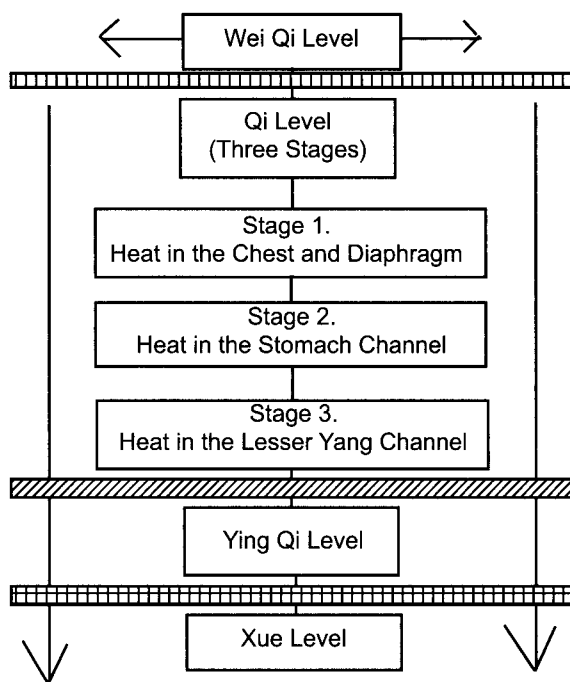 Wei Qi Level
Qi Level
(Three Stages)
Stage 1.
Heat in the Chest and Diaphragm
Stage 2.
Heat in the Stomach Channel
Stage 3.
Heat in the Lesser Yang Channel
Ying Qi Level
Xue Level